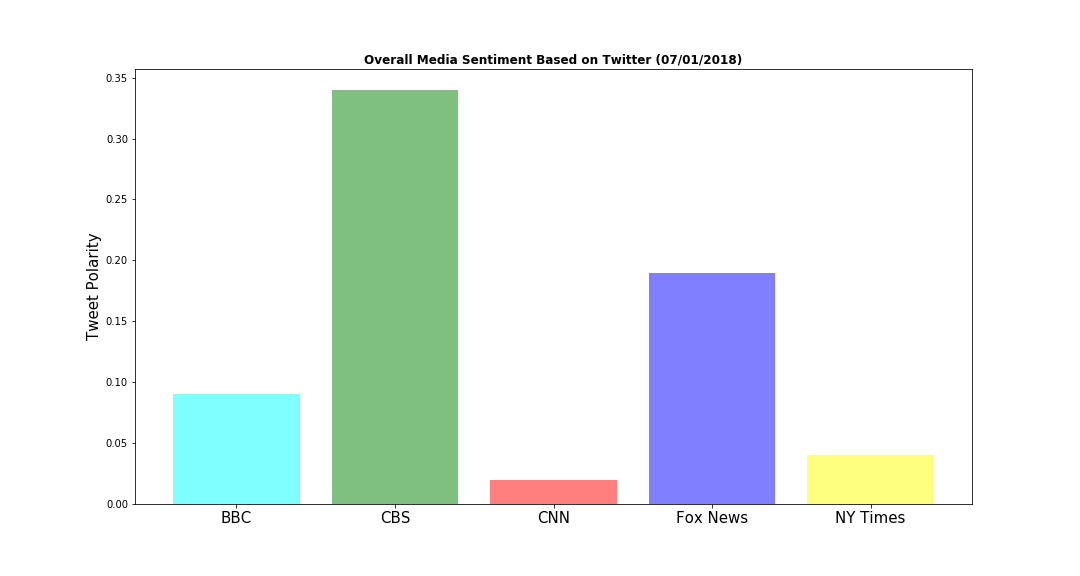 Overall Media Sentiment Based on Twitter (07/01/2018)
Tweet Polarity
0.35
0.30
0.25
0.20
0.15
0.10
0.05
0.00
BBC
CBS
CNN
Fox News
NY Times